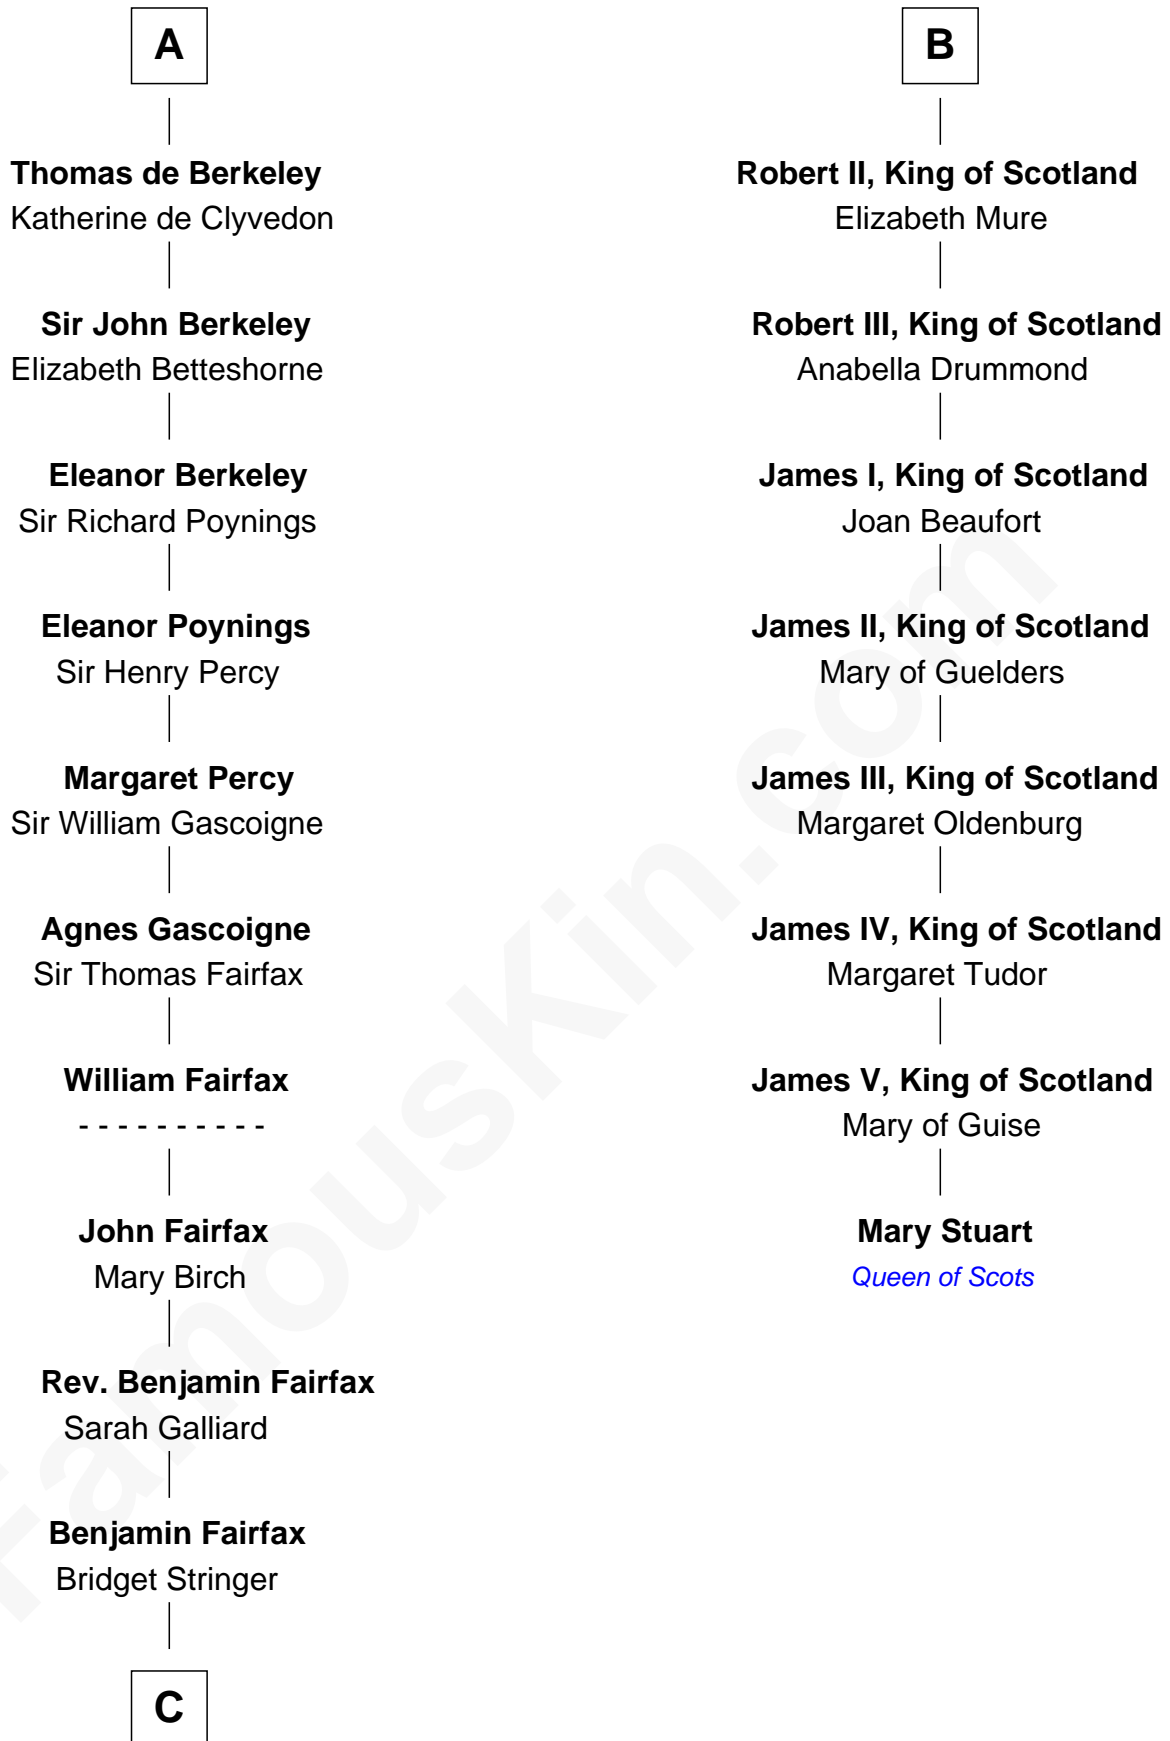 A
Thomas de Berkeley
Katherine de Clyvedon
Sir John Berkeley
Elizabeth Betteshorne
Eleanor Berkeley
Sir Richard Poynings
Eleanor Poynings
Sir Henry Percy
Margaret Percy
Sir William Gascoigne
Agnes Gascoigne
Sir Thomas Fairfax
William Fairfax
- - - - - - - - - -
John Fairfax
Mary Birch
Rev. Benjamin Fairfax
Sarah Galliard
Benjamin Fairfax
Bridget Stringer
C
B
Robert II, King of Scotland
Elizabeth Mure
Robert III, King of Scotland
Anabella Drummond
James I, King of Scotland
Joan Beaufort
James II, King of Scotland
Mary of Guelders
James III, King of Scotland
Margaret Oldenburg
James IV, King of Scotland
Margaret Tudor
James V, King of Scotland
Mary of Guise
Mary Stuart
Queen of Scots
FamousKin.com